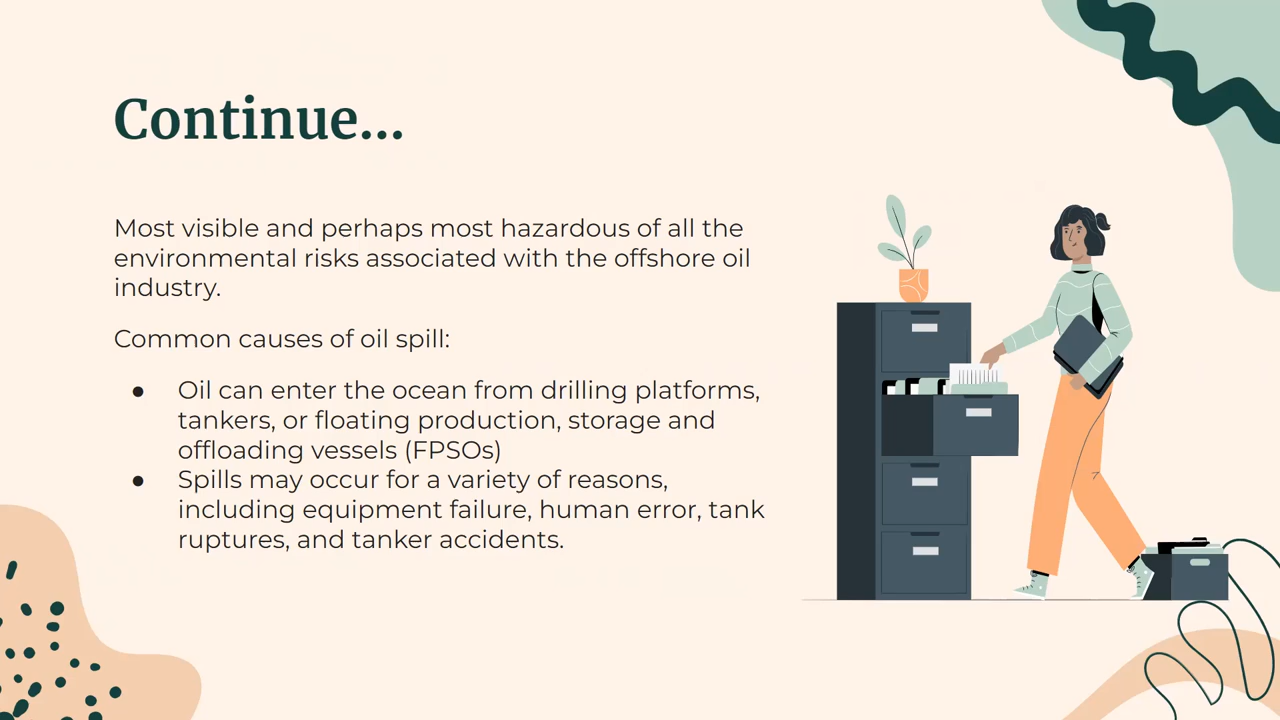 Continue...
Most visible and perhaps most hazardous of all the
environmental risks associated with the offshore oil
industry.
Common causes of oil spill:
● Oil can enter the ocean from drilling platforms,
tankers, or floating production, storage and
offloading vessels (FPSOs)
● Spills may occur for a variety of reasons,
including equipment failure, human error, tank
ruptures, and tanker accidents.